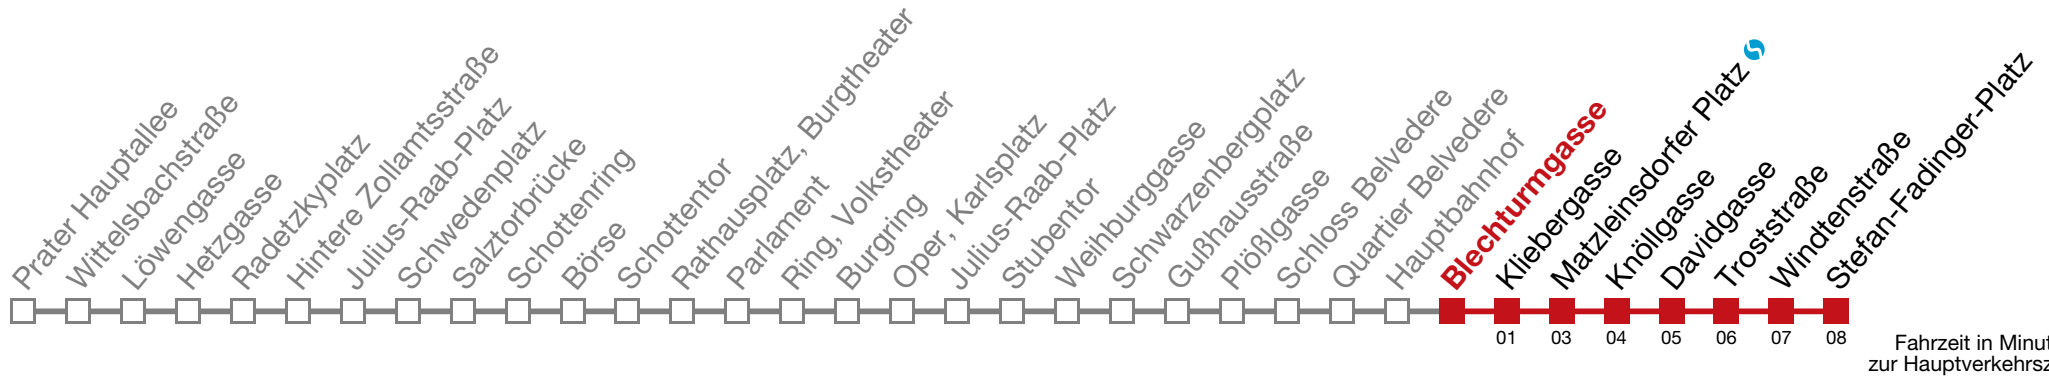 Prater Hauptallee
Wittelsbachstraße
Löwengasse
Hetzgasse
Radetzkyplatz
Hintere Zollamtsstraße
Julius-Raab-Platz
Schwedenplatz
Salztorbrücke
Schottenring
Börse
Schottentor
Rathausplatz, Burgtheater
Parlament
Ring, Volkstheater
Burgring
Oper, Karlsplatz
Julius-Raab-Platz
Stubentor
Weihburggasse
Schwarzenbergplatz
Gußhausstraße
Plößlgasse
Schloss Belvedere
Quartier Belvedere
Hauptbahnhof
Blechturmgasse
Kliebergasse
Matzleinsdorfer Platz
Knöllgasse
Davidgasse
Troststraße
Windtenstraße
Stefan-Fadinger-Platz
01 03 04 05 06 07 08
Fahrzeit in Minut
zur Hauptverkehrsz